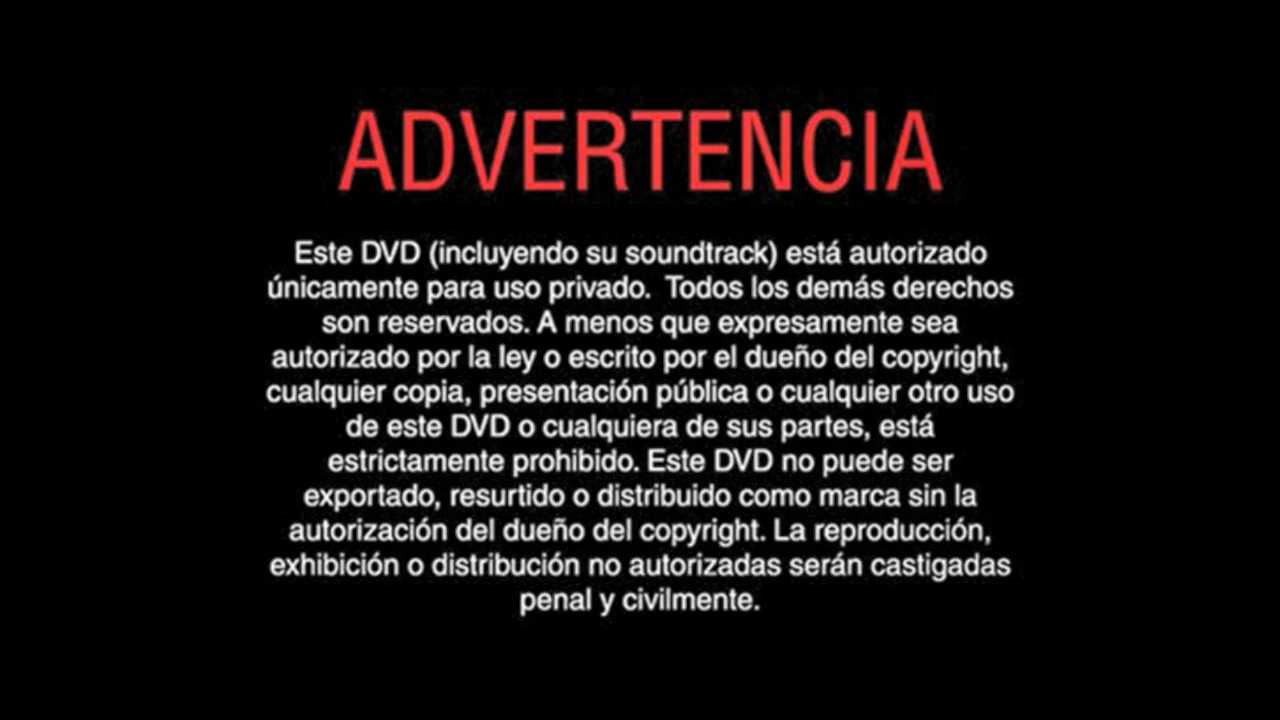 ADVERTENCIA
Este DVD (incluyendo su soundtrack) está autorizado
únicamente para uso privado.  Todos los demás derechos
son reservados. A menos que expresamente sea
autorizado por la ley o escrito por el dueño del copyright,
cualquier copia, presentación pública o cualquier otro uso
de este DVD o cualquiera de sus partes, está
estrictamente prohibido. Este DVD no puede ser
exportado, resurtido o distribuido como marca sin la
autorización del dueño del copyright. La reproducción,
exhibición o distribución no autorizadas serán castigadas
penal y civilmente.